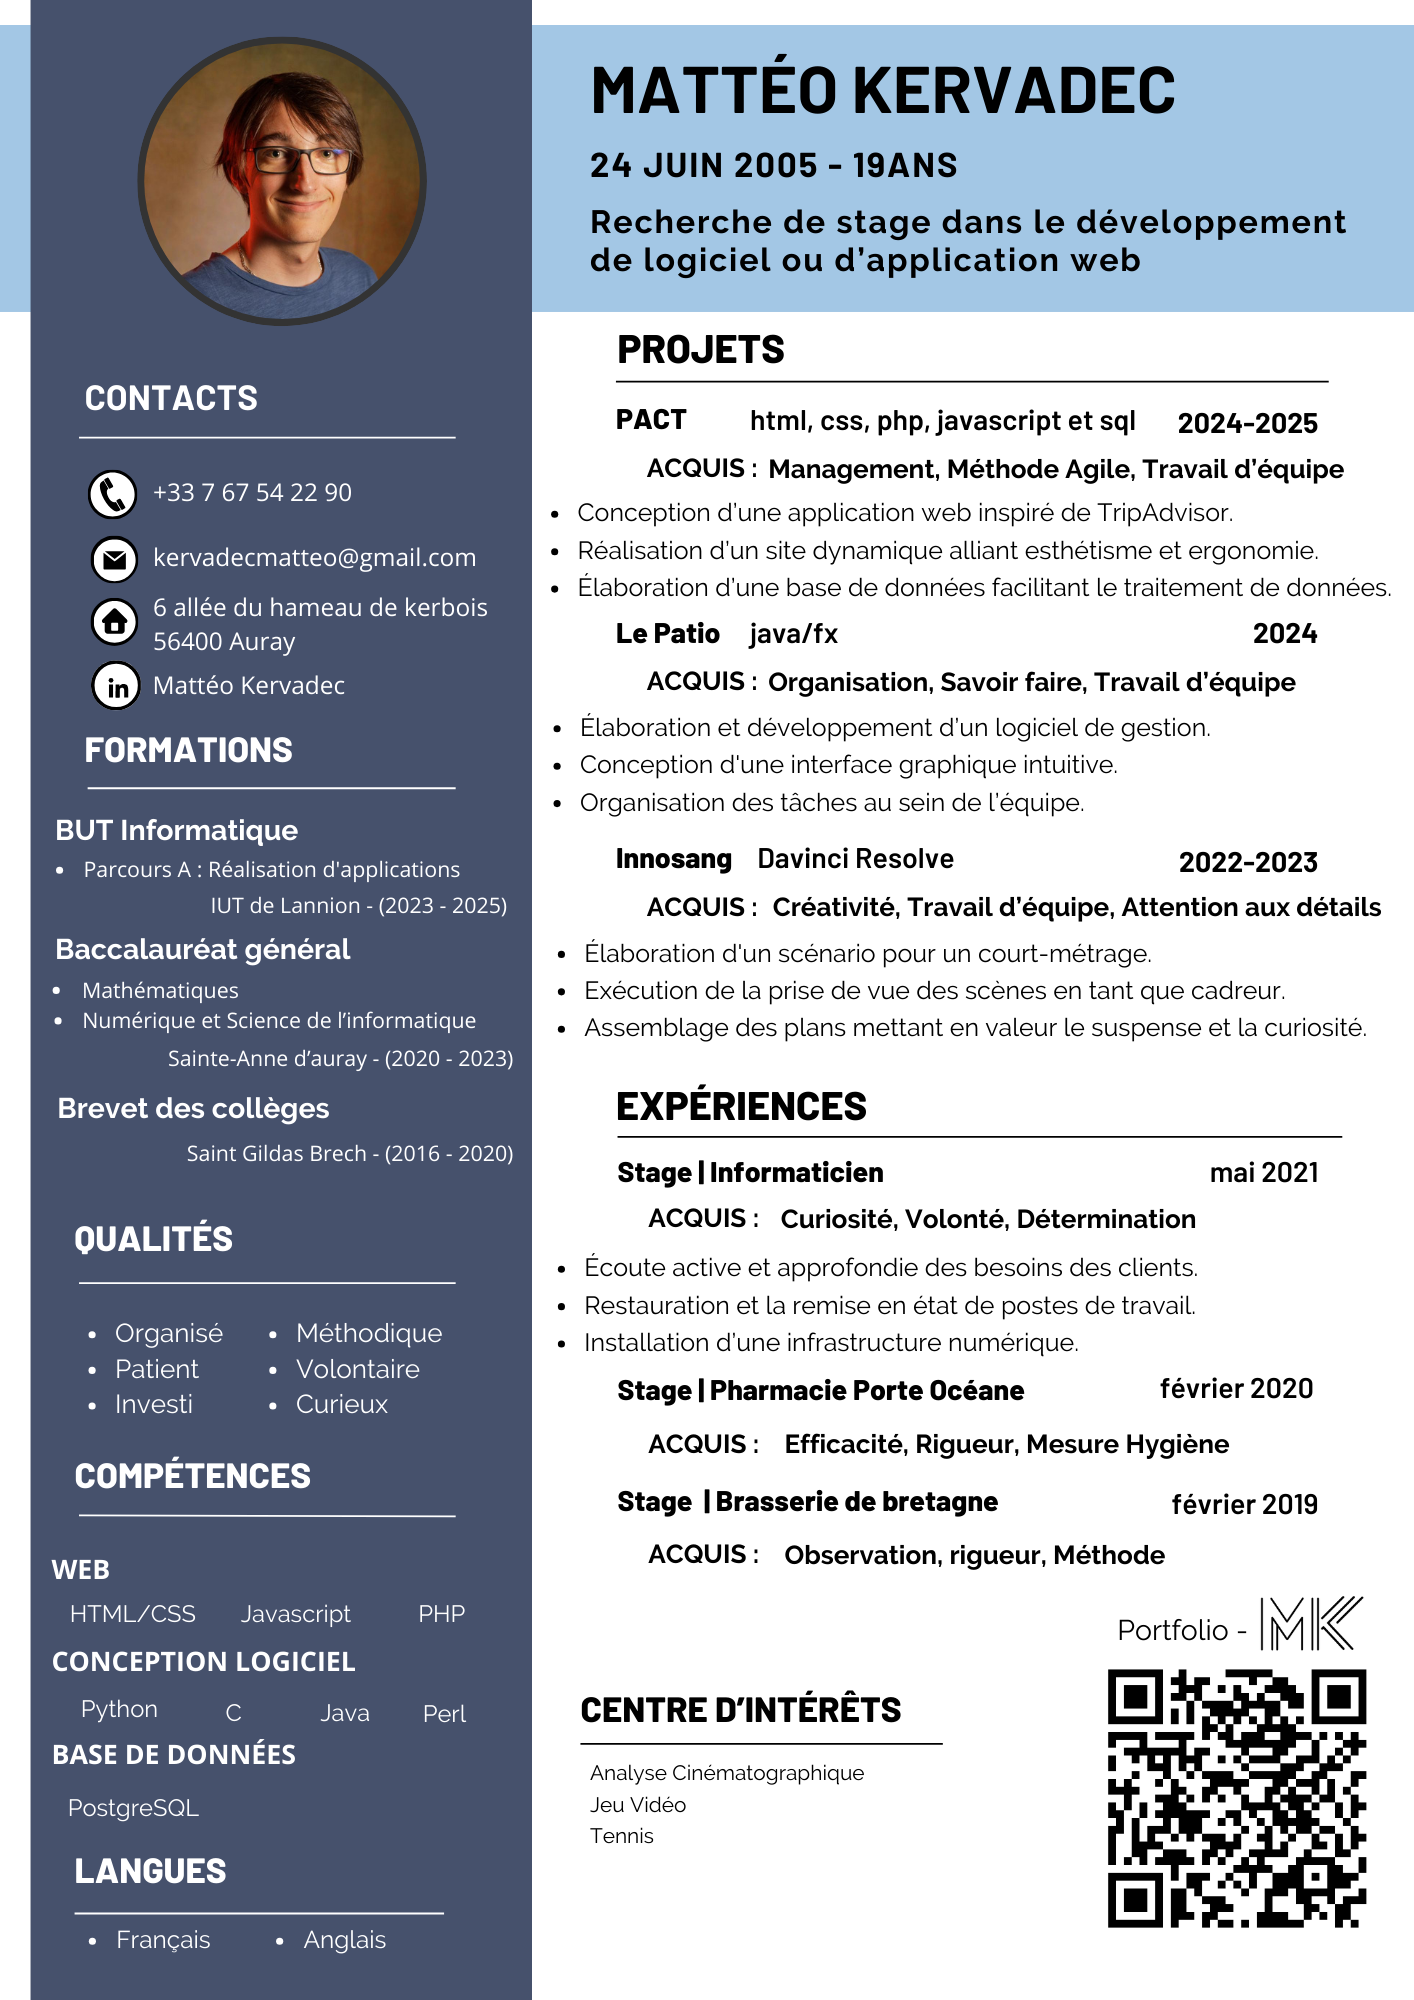 MATTÉO KERVADEC
24 JUIN 2005 - 19ANS
Recherche de stage dans le développement
de logiciel ou d’application web
CONTACTS
+33 7 67 54 22 90
kervadecmatteo@gmail.com
6 allée du hameau de kerbois
56400 Auray
in Mattéo Kervadec
FORMATIONS
BUT Informatique
• Parcours A : Réalisation d'applications
IUT de Lannion - (2023 - 2025)
Baccalauréat général
• Mathématiques
• Numérique et Science de l’informatique
Sainte-Anne d’auray - (2020 - 2023)
Brevet des collèges
Saint Gildas Brech - (2016 - 2020)
QUALITÉS
• Organisé • Méthodique
• Patient • Volontaire
• Investi • Curieux
COMPÉTENCES
WEB
HTML/CSS Javascript PHP
CONCEPTION LOGICIEL
Python C Java Perl
BASE DE DONNÉES
PostgreSQL
LANGUES
• Français • Anglais
PROJETS
PACT html, css, php, javascript et sql 2024-2025
ACQUIS : Management, Méthode Agile, Travail d’équipe
• Conception d’une application web inspiré de TripAdvisor.
• Réalisation d’un site dynamique alliant esthétisme et ergonomie.
• Élaboration d’une base de données facilitant le traitement de données.
Le Patio java/fx 2024
ACQUIS : Organisation, Savoir faire, Travail d’équipe
• Élaboration et développement d’un logiciel de gestion.
• Conception d'une interface graphique intuitive.
• Organisation des tâches au sein de l’équipe.
Innosang Davinci Resolve 2022-2023
ACQUIS : Créativité, Travail d’équipe, Attention aux détails
• Élaboration d'un scénario pour un court-métrage.
• Exécution de la prise de vue des scènes en tant que cadreur.
• Assemblage des plans mettant en valeur le suspense et la curiosité.
EXPÉRIENCES
Stage | Informaticien mai 2021
ACQUIS : Curiosité, Volonté, Détermination
• Écoute active et approfondie des besoins des clients.
• Restauration et la remise en état de postes de travail.
• Installation d’une infrastructure numérique.
Stage | Pharmacie Porte Océane février 2020
ACQUIS : Efficacité, Rigueur, Mesure Hygiène
Stage | Brasserie de bretagne février 2019
ACQUIS : Observation, rigueur, Méthode
Portfolio - MK
CENTRE D’INTÉRÊTS
Analyse Cinématographique
Jeu Vidéo
Tennis